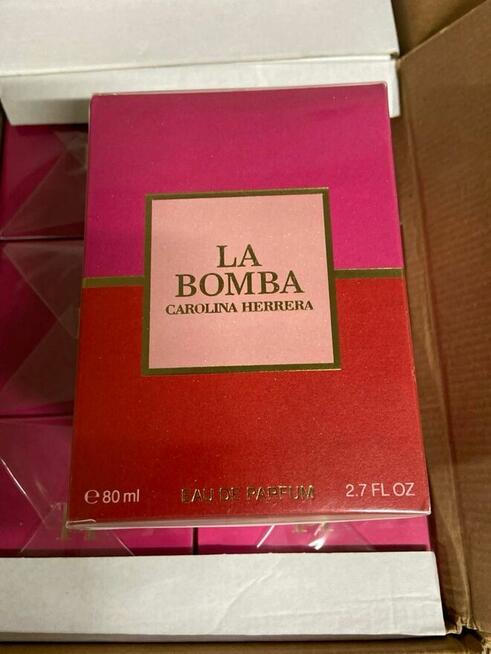 LA
BOMBA
CAROLINA HERRERA
℮80 ml EAU DE PARFUM 2.7 FL OZ